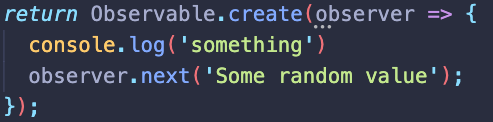 return Observable.create(observer => {
  console.log('something')
  observer.next('Some random value');
});